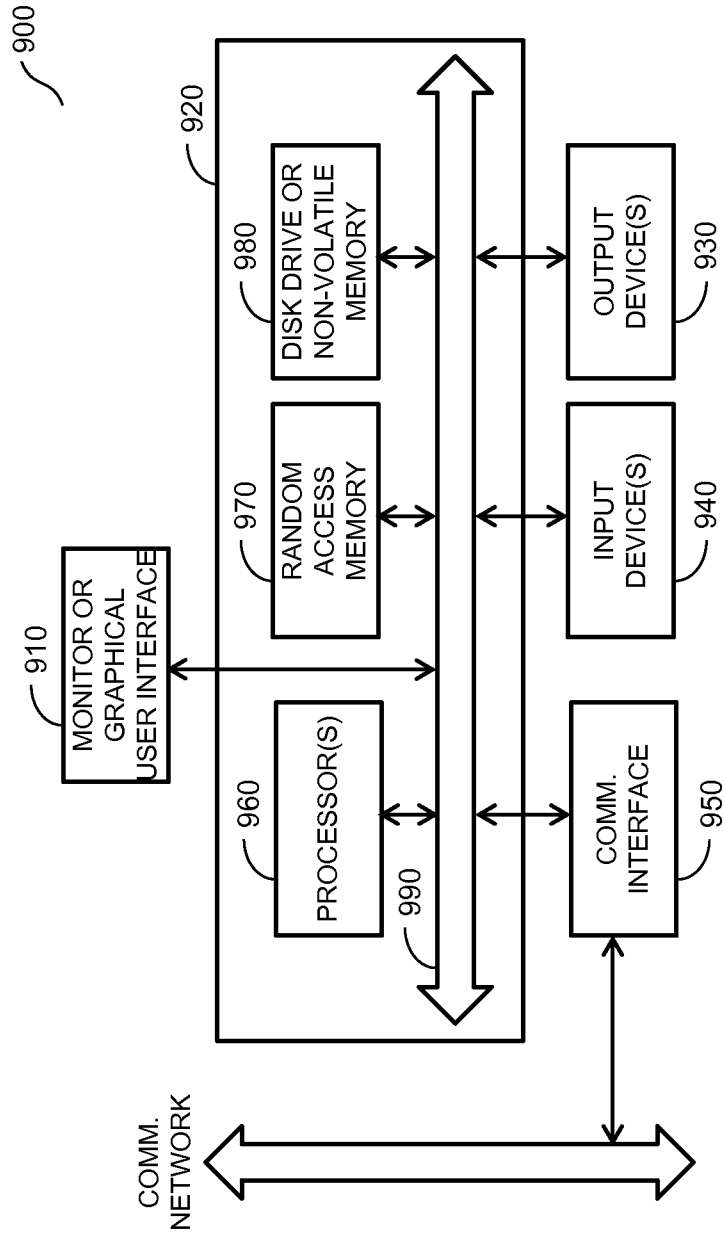 900
910
MONITOR OR
GRAPHICAL
USER INTERFACE
920
960
PROCESSOR(S)
970
RANDOM
ACCESS
MEMORY
980
DISK DRIVE OR
NON-VOLATILE
MEMORY
990
COMM.
NETWORK
COMM.
INTERFACE
950
INPUT
DEVICE(S)
940
OUTPUT
DEVICE(S)
930